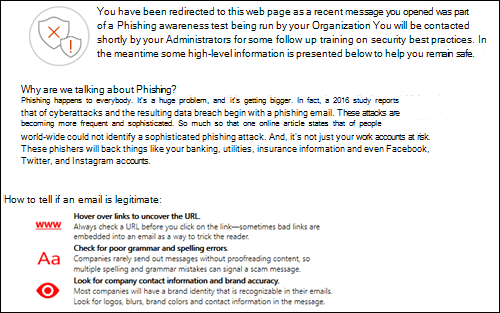 You have been redirected to this web page as a recent message you opened was part
of a Phishing awareness test being run by your Organization You will be contacted
shortly by your Administrators for some follow up training on security best practices. In
the meantime some high-level information is presented below to help you remain safe.
Why are we talking about Phishing?
Phishing happens to everybody. It's a huge problem, and it's getting bigger. In fact, a 2016 study reports
that of cyberattacks and the resulting data breach begin with a phishing email. These attacks are
becoming more frequent and sophisticated. So much so that one online article states that of people
world-wide could not identify a sophisticated phishing attack. And, it's not just your work accounts at risk.
These phishers will back things like your banking, utilities, insurance information and even Facebook,
Twitter, and Instagram accounts.
How to tell if an email is legitimate:
Hover over links to uncover the URL.
www
Always check a URL before you click on the link—sometimes bad links are
embedded into an email as a way to trick the reader.
Check for poor grammar and spelling errors.
Aa
Companies rarely send out messages without proofreading content, so
multiple spelling and grammar mistakes can signal a scam message.
Look for company contact information and brand accuracy.
Most companies will have a brand identity that is recognizable in their emails.
Look for logos, blurs, brand colors and contact information in the message.